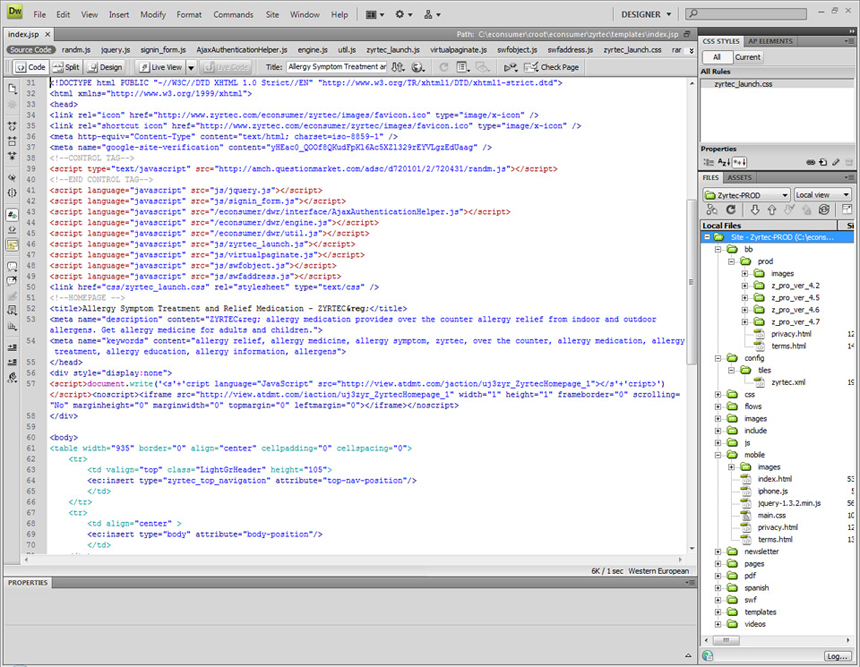 Dw File Edit View Insert Modify Format Commands Site Window Help DESIGNER
index.jsp Path: C:\econsumer\croot\econsumer\zyrtec\templates\index.jsp
Source Code randm.js jquery.js signin_form.js AjaxAuthenticationHelper.js engine.js util.js zyrtec_launch.js virtualpaginate.js swfobject.js swfaddress.js zyrtec_launch.css rar
Code Split Design Live View Live Code Title: Allergy Symptom Treatment ar Check Page
31 <!DOCTYPE html PUBLIC "-//W3C//DTD XHTML 1.0 Strict//EN" "http://www.w3.org/TR/xhtml1/DTD/xhtml1-strict.dtd">
32 <html xmlns="http://www.w3.org/1999/xhtml">
33 <head>
34 <link rel="icon" href="http://www.zyrtec.com/econsumer/zyrtec/images/favicon.ico" type="image/x-icon" />
35 <link rel="shortcut icon" href="http://www.zyrtec.com/econsumer/zyrtec/images/favicon.ico" type="image/x-icon" />
36 <meta http-equiv="Content-Type" content="text/html; charset=iso-8859-1" />
37 <meta name="google-site-verification" content="yHEac0_QOOf8QKudFpK16Ac5XZ1329rEYVLgzEdUaag" />
38 <!--CONTROL TAG-->
39 <script type="text/javascript" src="http://amch.questionmarket.com/adsc/d720101/2/720431/randm.js"></script>
40 <!--END CONTROL TAG-->
41 <script language="javascript" src="js/jquery.js"></script>
42 <script language="javascript" src="js/signin_form.js"></script>
43 <script language="javascript" src="/econsumer/dwr/interface/AjaxAuthenticationHelper.js"></script>
44 <script language="javascript" src="/econsumer/dwr/engine.js"></script>
45 <script language="javascript" src="/econsumer/dwr/util.js"></script>
46 <script language="javascript" src="js/zyrtec_launch.js"></script>
47 <script language="javascript" src="js/virtualpaginate.js"></script>
48 <script language="javascript" src="js/swfobject.js"></script>
49 <script language="javascript" src="js/swfaddress.js"></script>
50 <link href="css/zyrtec_launch.css" rel="stylesheet" type="text/css" />
51 <!--HOMEPAGE -->
52 <title>Allergy Symptom Treatment and Relief Medication - ZYRTEC&reg;</title>
53 <meta name="description" content="ZYRTEC&reg; allergy medication provides over the counter allergy relief from indoor and outdoor
allergens. Get allergy medicine for adults and children.">
54 <meta name="keywords" content="allergy relief, allergy medicine, allergy symptom, zyrtec, over the counter, allergy medication, allergy
treatment, allergy education, allergy information, allergens">
55 </head>
56 <div style="display:none">
57 <script>document.write('<s'+'cript language="JavaScript" src="http://view.atdmt.com/jaction/uj3zyr_ZyrtecHomepage_1"></s'+'cript>')
</script><noscript><iframe src="http://view.atdmt.com/iaction/uj3zyr_ZyrtecHomepage_1" width="1" height="1" frameborder="0" scrolling=
"No" marginheight="0" marginwidth="0" topmargin="0" leftmargin="0"></iframe></noscript>
58 </div>
59
60 <body>
61 <table width="935" border="0" align="center" cellpadding="0" cellspacing="0">
62 <tr>
63 <td valign="top" class="LightGrHeader" height="105">
64 <ec:insert type="zyrtec_top_navigation" attribute="top-nav-position"/>
65 </td>
66 </tr>
67 <tr>
68 <td align="center" >
69 <ec:insert type="body" attribute="body-position"/>
70 </td>
6K / 1 sec Western European
PROPERTIES
CSS STYLES AP ELEMENTS
All Current
All Rules
zyrtec_launch.css
Properties
FILES ASSETS
Zyrtec-PROD Local view
Local Files Si
Site - Zyrtec-PROD (C:\econs...
bb
prod
images
z_pro_ver_4.2
z_pro_ver_4.5
z_pro_ver_4.6
z_pro_ver_4.7
privacy.html 12
terms.html 14
config
tiles
zyrtec.xml 19
css
flows
images
include
js
mobile
images
index.html 53
iphone.js 5
jquery-1.3.2.min.js 56
main.css 10
privacy.html 12
terms.html 13
newsletter
pages
pdf
spanish
swf
templates
videos
Log...